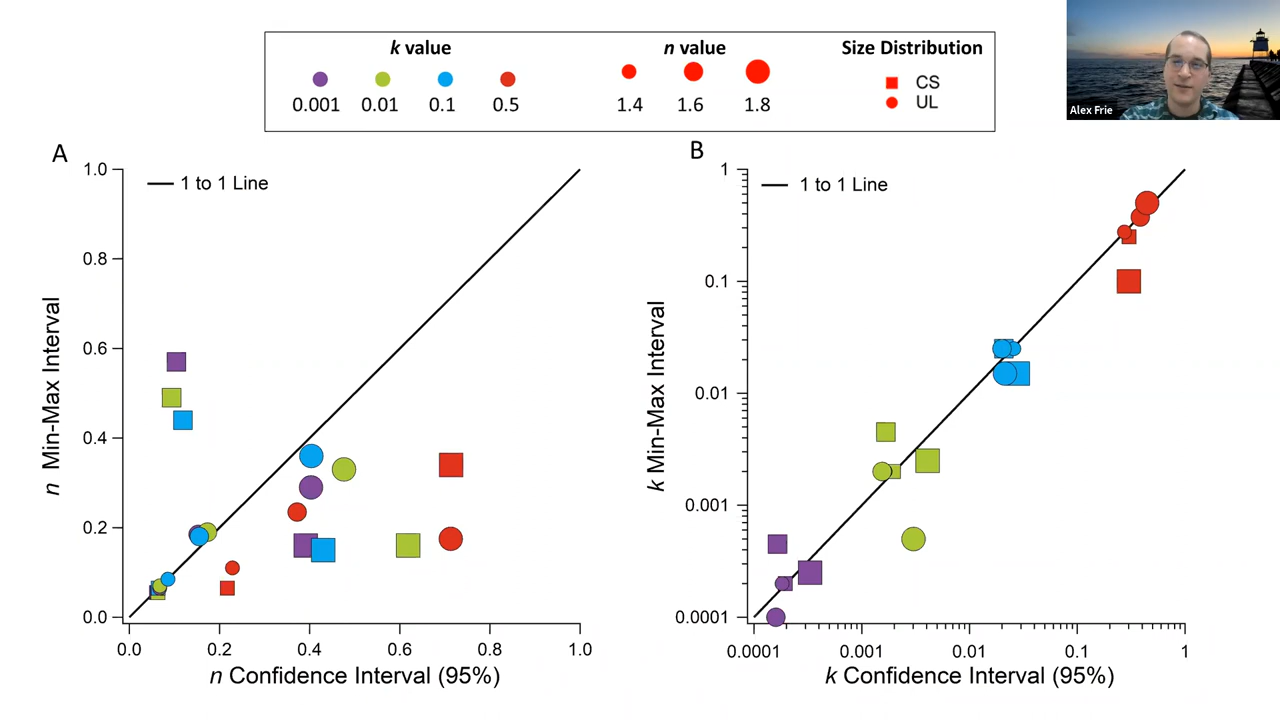 k value
n value
Size Distribution
0.001
0.01
0.1
0.5
1.4
1.6
1.8
CS
UL
Alex Frie
A
1 to 1 Line
1.0
0.8
0.6
0.4
0.2
0.0
n Min-Max Interval
0.0
0.2
0.4
0.6
0.8
1.0
n Confidence Interval (95%)
B
1 to 1 Line
1
0.1
0.01
0.001
0.0001
k Min-Max Interval
0.0001
0.001
0.01
0.1
1
k Confidence Interval (95%)